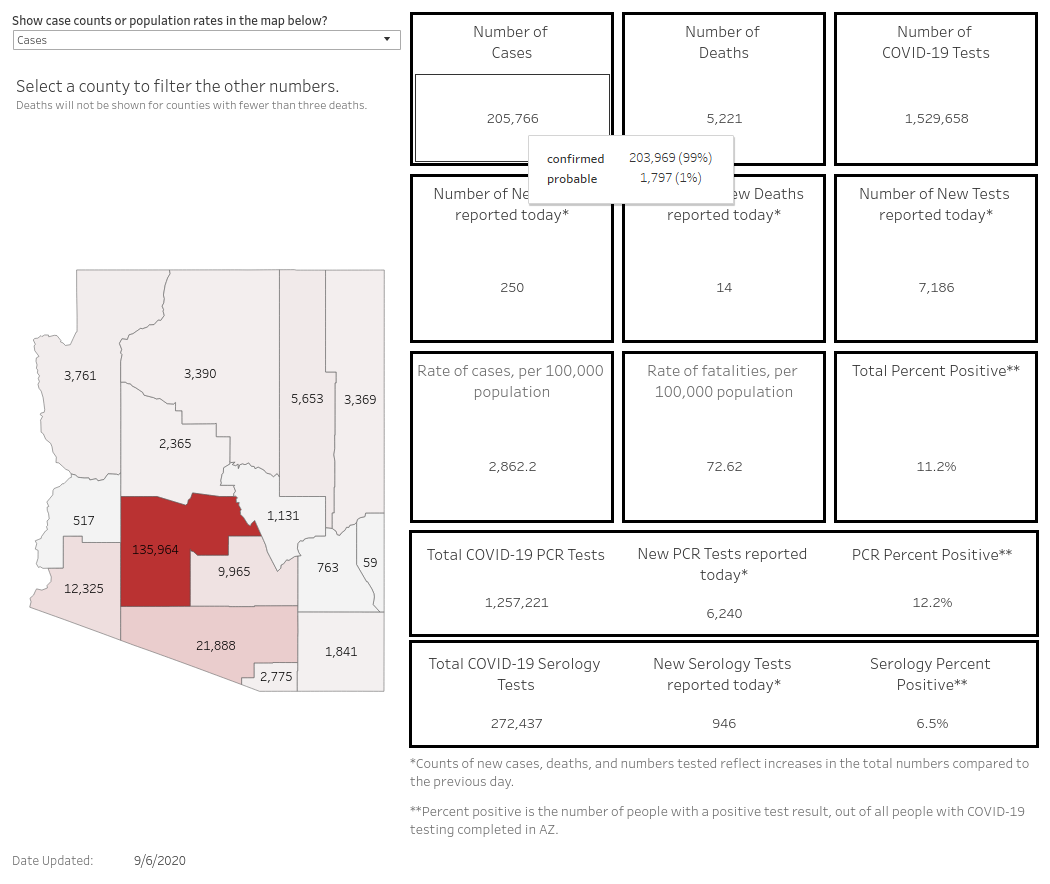 Show case counts or population rates in the map below?
Cases
Select a county to filter the other numbers.
Deaths will not be shown for counties with fewer than three deaths.
3,761
3,390
5,653
3,369
2,365
517
1,131
135,964
9,965
763
59
12,325
21,888
1,841
2,775
Number of
Cases
205,766
Number of
Deaths
5,221
Number of
COVID-19 Tests
1,529,658
confirmed 203,969 (99%)
probable 1,797 (1%)
Number of Ne
reported today*
250
ew Deaths
reported today*
14
Number of New Tests
reported today*
7,186
Rate of cases, per 100,000
population
2,862.2
Rate of fatalities, per
100,000 population
72.62
Total Percent Positive**
11.2%
Total COVID-19 PCR Tests
1,257,221
New PCR Tests reported
today*
6,240
PCR Percent Positive**
12.2%
Total COVID-19 Serology
Tests
272,437
New Serology Tests
reported today*
946
Serology Percent
Positive**
6.5%
*Counts of new cases, deaths, and numbers tested reflect increases in the total numbers compared to
the previous day.
**Percent positive is the number of people with a positive test result, out of all people with COVID-19
testing completed in AZ.
Date Updated: 9/6/2020